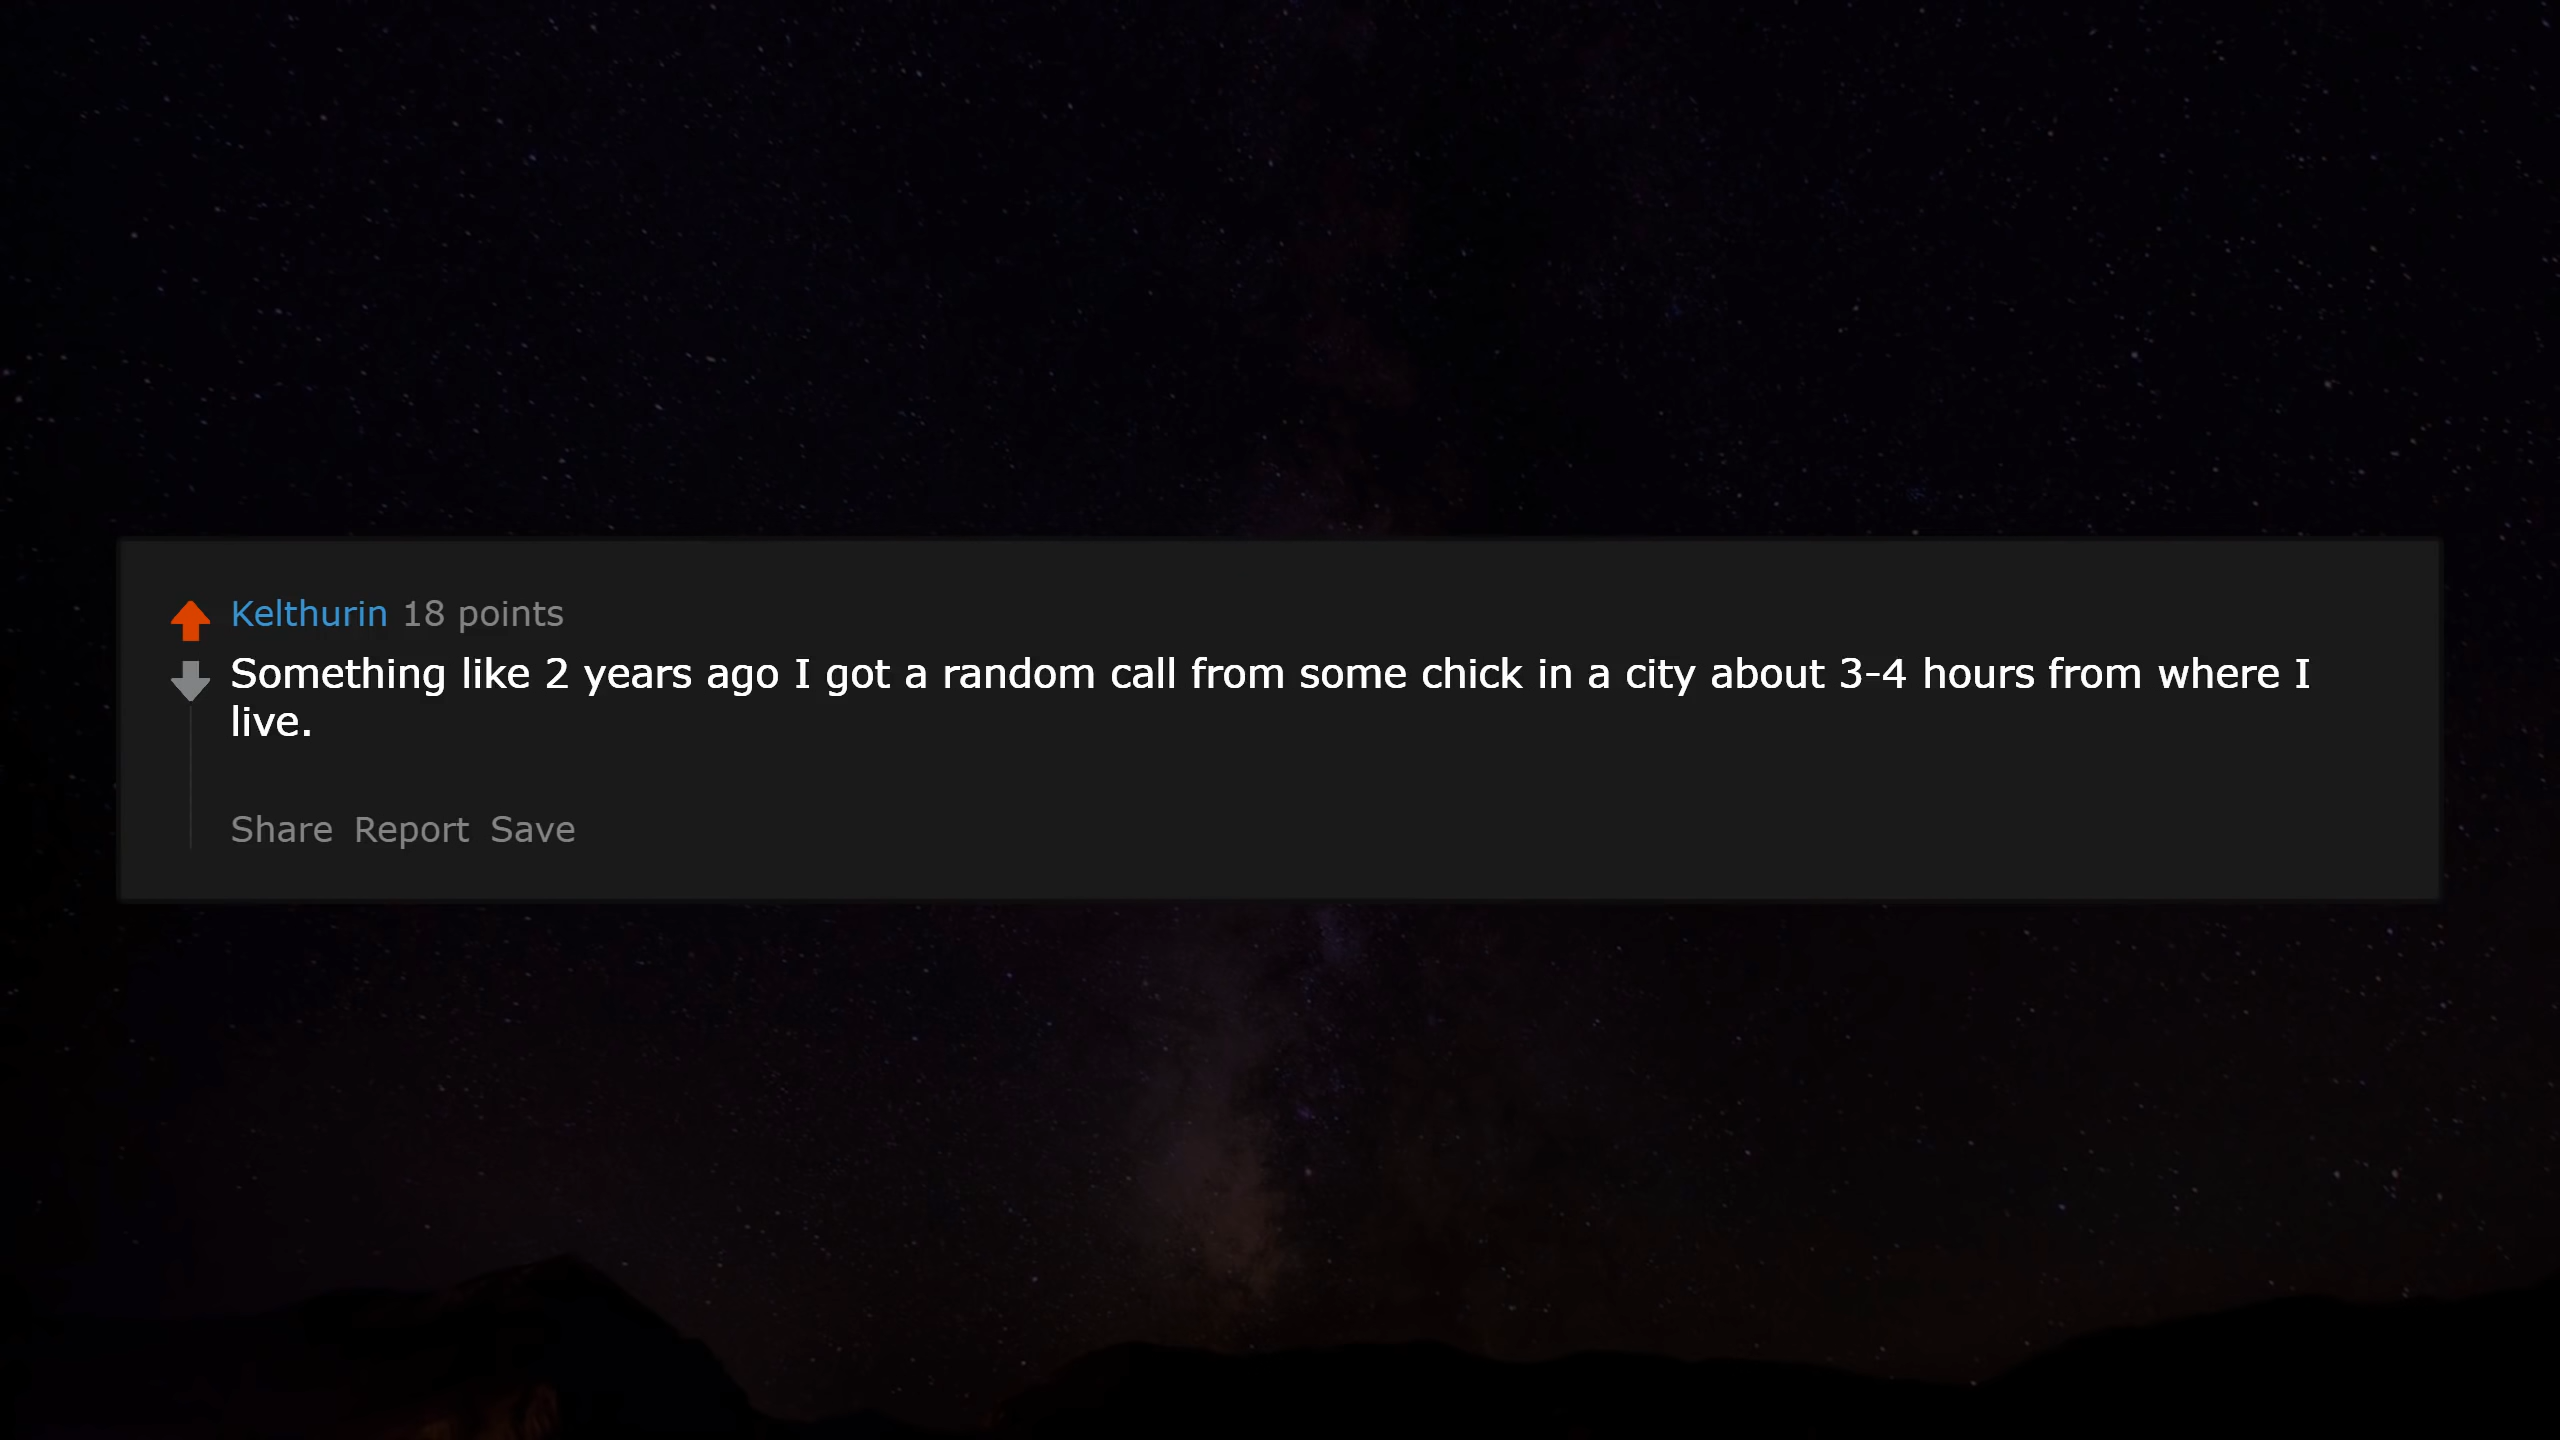 Kelthurin 18 points
Something like 2 years ago I got a random call from some chick in a city about 3-4 hours from where I
live.
Share Report Save